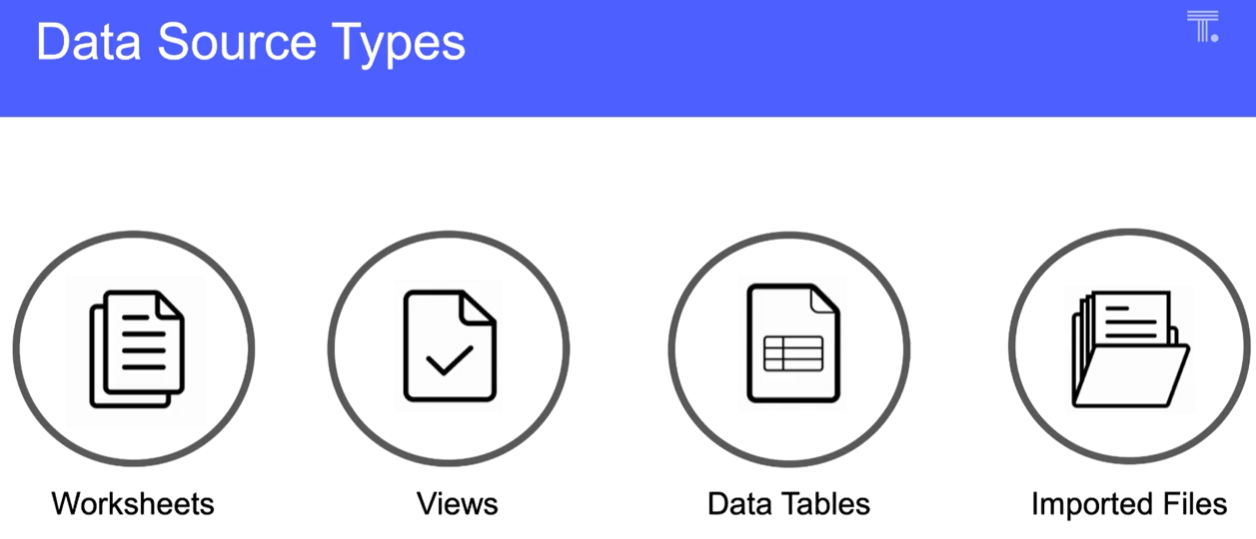 Data Source Types
Worksheets
Views
Data Tables
Imported Files